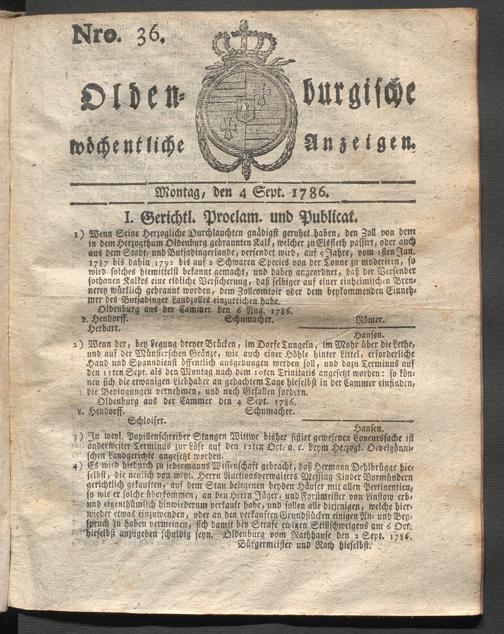 Nro. 36.
Olden- burgische
wöchentliche Anzeigen.
Montag, den 4 Sept. 1786.
I. Gerichtl. Proclam. und Publicat.
1) Wenn Seine Herzogliche Durchlauchten gnädigst geruhet haben, den Zoll von dem
in dem Herzogthum Oldenburg gebrannten Kalk, welcher zu Elsfleth passirt, oder auch
aus dem Stadt- und Butjadingerlande, versendet wird, auf 5 Jahre, vom 1sten Jan.
1787 bis dahin 1792 bis auf 2 Schwaren Species von der Tonne zu moderiren, so
wird solches hiemittelst bekannt gemacht, und dabey angeordnet, daß der Versender
sothanen Kalkes eine eidliche Versicherung, daß selbiger auf einer einheimischen Bren-
nerey würklich gebrannt worden, dem Zollcomtoir oder dem beykommenden Einneh-
mer des Butjadinger Landzolles einzureichen habe.
Oldenburg aus der Cammer den 6 Aug. 1786.
v. Hendorff. Schumacher. Römer.
Herbart.
Hansen.
2) Wenn der, bey Legung dreyer Brücken, im Dorfe Tungeln, im Mohr über die Lethe,
und auf der Münsterschen Gränze, wie auch einer Höhle hinter Littel, erforderliche
Hand und Spanndienst öffentlich ausgedungen werden soll, und dazu Terminus auf
den 11ten Sept. als den Montag nach dem 10ten Trinitatis angesetzt worden: so kön-
nen sich die etwanigen Liebhaber an gedachtem Tage hieselbst in der Cammer einfinden,
die Bedingungen vernehmen, und nach Gefallen fordern.
Oldenburg aus der Cammer den 4 Sept. 1786.
v. Hendorff. Schumacher.
Schloifer.
Hansen.
3) In weyl. Pupillenschreiber Stangen Wittwe bisher sistirt gewesenen Concurssache ist
anderweiter Terminus zur Löse auf den 12ten Oct. a. c. beym Herzogl. Oevelgönni-
schen Landgerichte angesetzt worden.
4) Es wird hiedurch zu jedermanns Wissenschaft gebracht, daß Hermann Dehlbrügge hie-
selbst, die neulich von weyl. Herrn Auctionsverwalters Messing Kinder Vormündern
gerichtlich gekauften, auf dem Stau belegenen beyden Häuser mit allen Pertinentien,
so wie er solche überkommen, an den Herrn Jäger- und Forstmeister von Linstow erb-
und eigenthümlich hinwiederum verkauft habe, und sollen alle diejenigen, welche hier-
wieder etwas einzuwenden, oder an den verkauften Grundstücken einigen An- und Bey-
spruch zu haben vermeinen, sich damit bey Strafe ewigen Stillschweigens am 6 Oct.
hieselbst anzugeben schuldig seyn. Oldenburg vom Rathhause den 2 Sept. 1786.
Bürgermeister und Rath hieselbst.